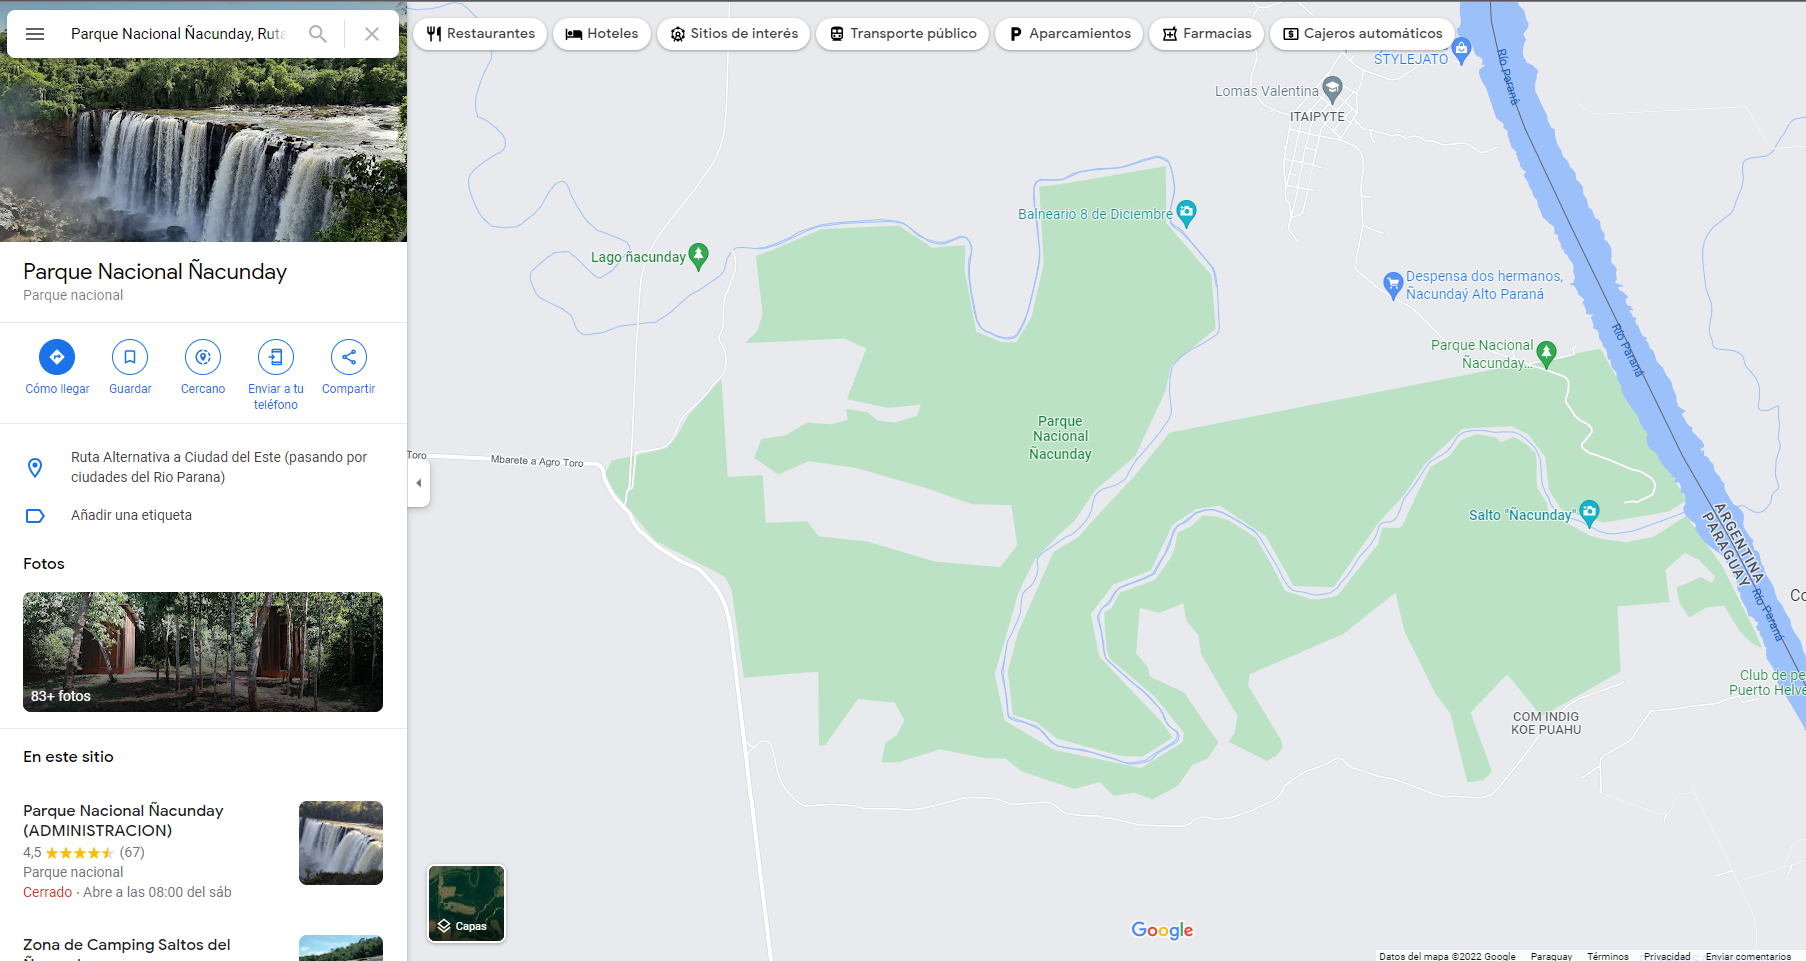 Parque Nacional Ñacunday, Ruta
Restaurantes
Hoteles
Sitios de interés
Transporte público
Aparcamientos
Farmacias
Cajeros automáticos
Parque Nacional Ñacunday
Parque nacional
Cómo llegar
Guardar
Cercano
Enviar a tu
teléfono
Compartir
Ruta Alternativa a Ciudad del Este (pasando por
ciudades del Rio Parana)
Añadir una etiqueta
Fotos
83+ fotos
En este sitio
Parque Nacional Ñacunday
(ADMINISTRACION)
4,5 (67)
Parque nacional
Cerrado · Abre a las 08:00 del sáb
Zona de Camping Saltos del
STYLEJATO
Río Paraná
Lomas Valentina
ITAIPYTE
Balneario 8 de Diciembre
Lago ñacunday
Despensa dos hermanos,
Ñacundaý Alto Paraná
Río Paraná
Parque Nacional
Ñacunday...
Parque
Nacional
Ñacunday
Toro
Mbarete a Agro Toro
Salto "Ñacunday"
ARGENTINA
PARAGUAY
Río Paraná
Co
Club de pe
Puerto Helve
COM INDIG
KOE PUAHU
Capas
Google
Datos del mapa ©2022 Google
Paraguay
Términos
Privacidad
Enviar comentarios